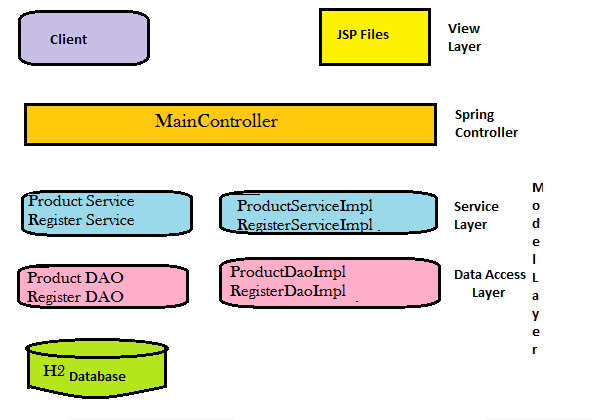 Client
JSP Files
View
Layer
MainController
Spring
Controller
Product Service
Register Service
ProductServiceImpl
RegisterServiceImpl .
Service
Layer
Product DAO
Register DAO
ProductDaoImpl
RegisterDaoImpl .
Data Access
Layer
H2 Database
M
o
d
e
l
L
a
y
e
r